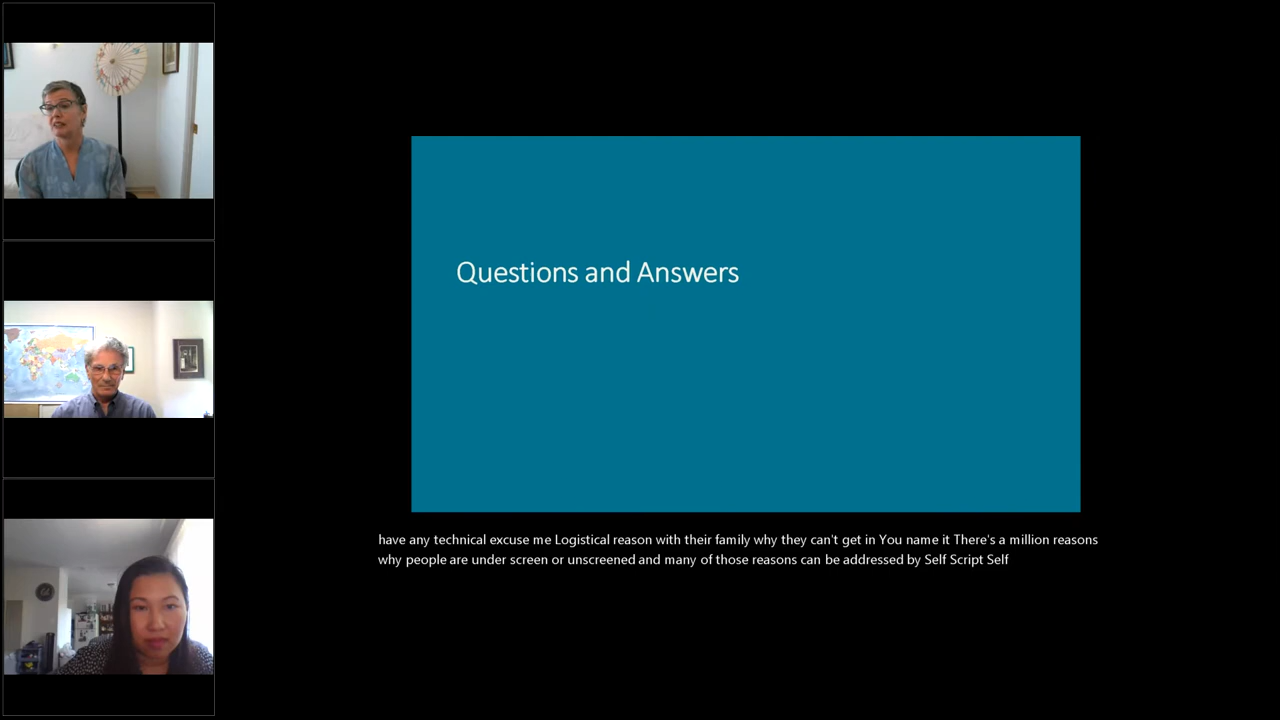 Questions and Answers
have any technical excuse me Logistical reason with their family why they can't get in You name it There's a million reasons
why people are under screen or unscreened and many of those reasons can be addressed by Self Script Self